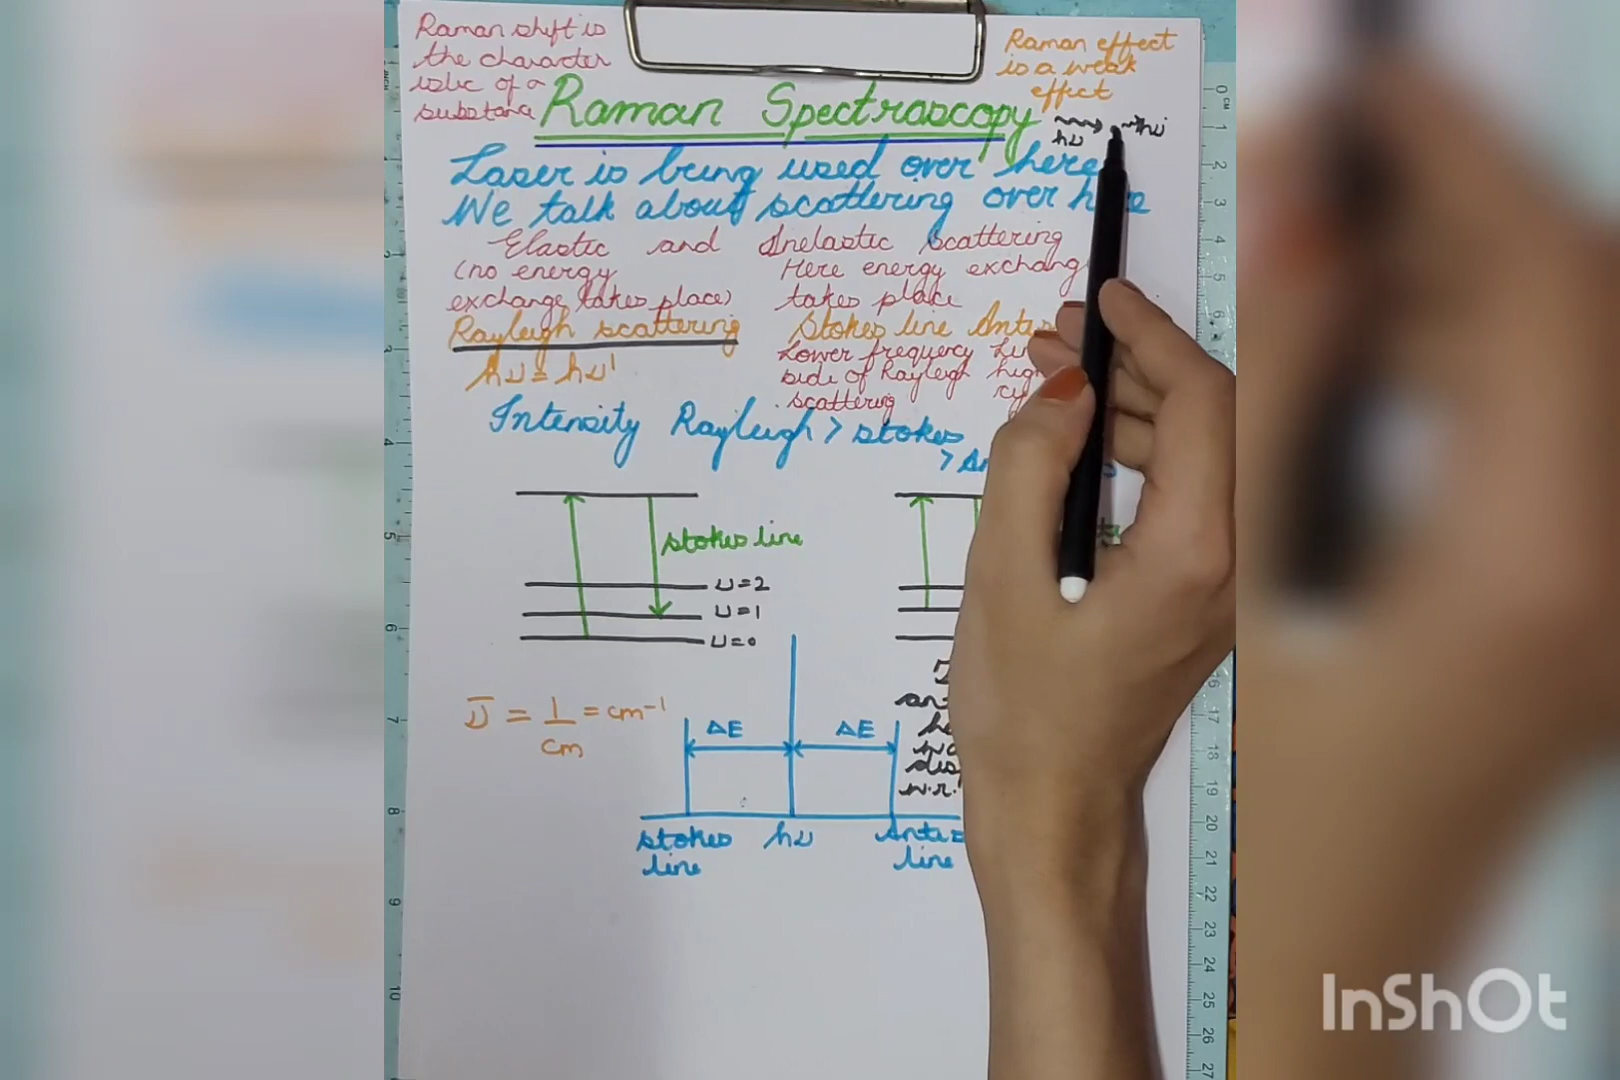 Raman shift is
the character
istic of a
substance
Raman effect
is a weak
effect
Raman Spectroscopy
hν
hν'
Laser is being used over here
We talk about scattering over here
Elastic and Inelastic scattering
(no energy
exchange takes place)
Here energy exchang
takes place
Rayleigh scattering
hν = hν'
Stokes line Antis
Lower frequency
side of Rayleigh
scattering
Intensity Rayleigh > stokes
>
stokes line
υ=2
υ=1
υ=0
ν̄ = 1/cm = cm⁻¹
ΔE
ΔE
w.r.
stokes
line
hν
Antis
line
InShOt